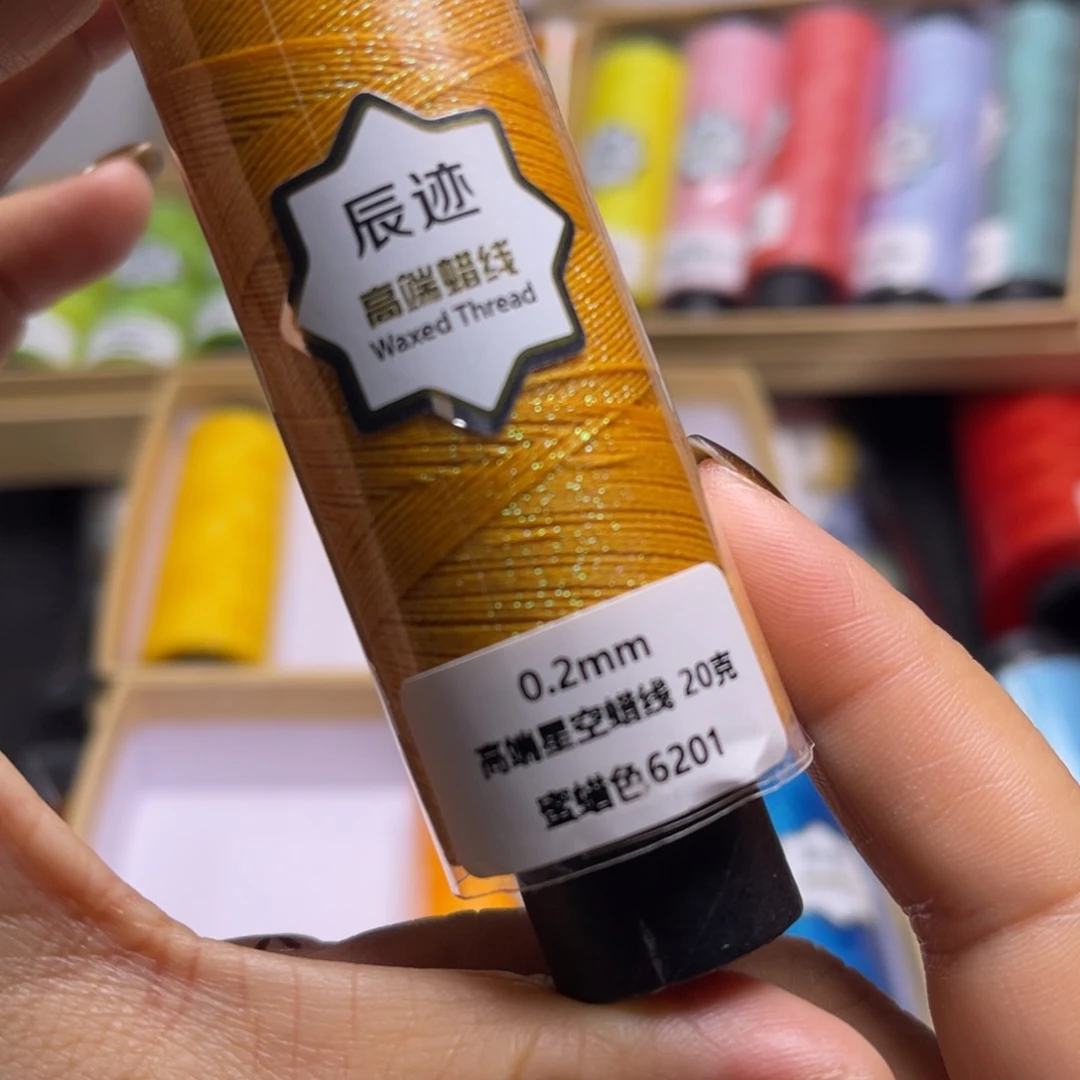 辰迹
高端蜡线
Waxed Thread
0.2mm
高端星空蜡线 20克
蜜蜡色6201